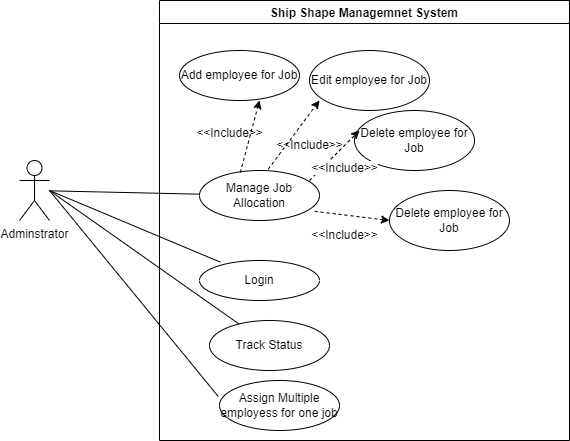 Ship Shape Managemnet System
Add employee for Job
Edit employee for Job
<<Include>>
<<Include>>
Delete employee for
Job
<<Include>>
Manage Job
Allocation
Delete employee for
Job
<<Include>>
Adminstrator
Login
Track Status
Assign Multiple
employess for one job